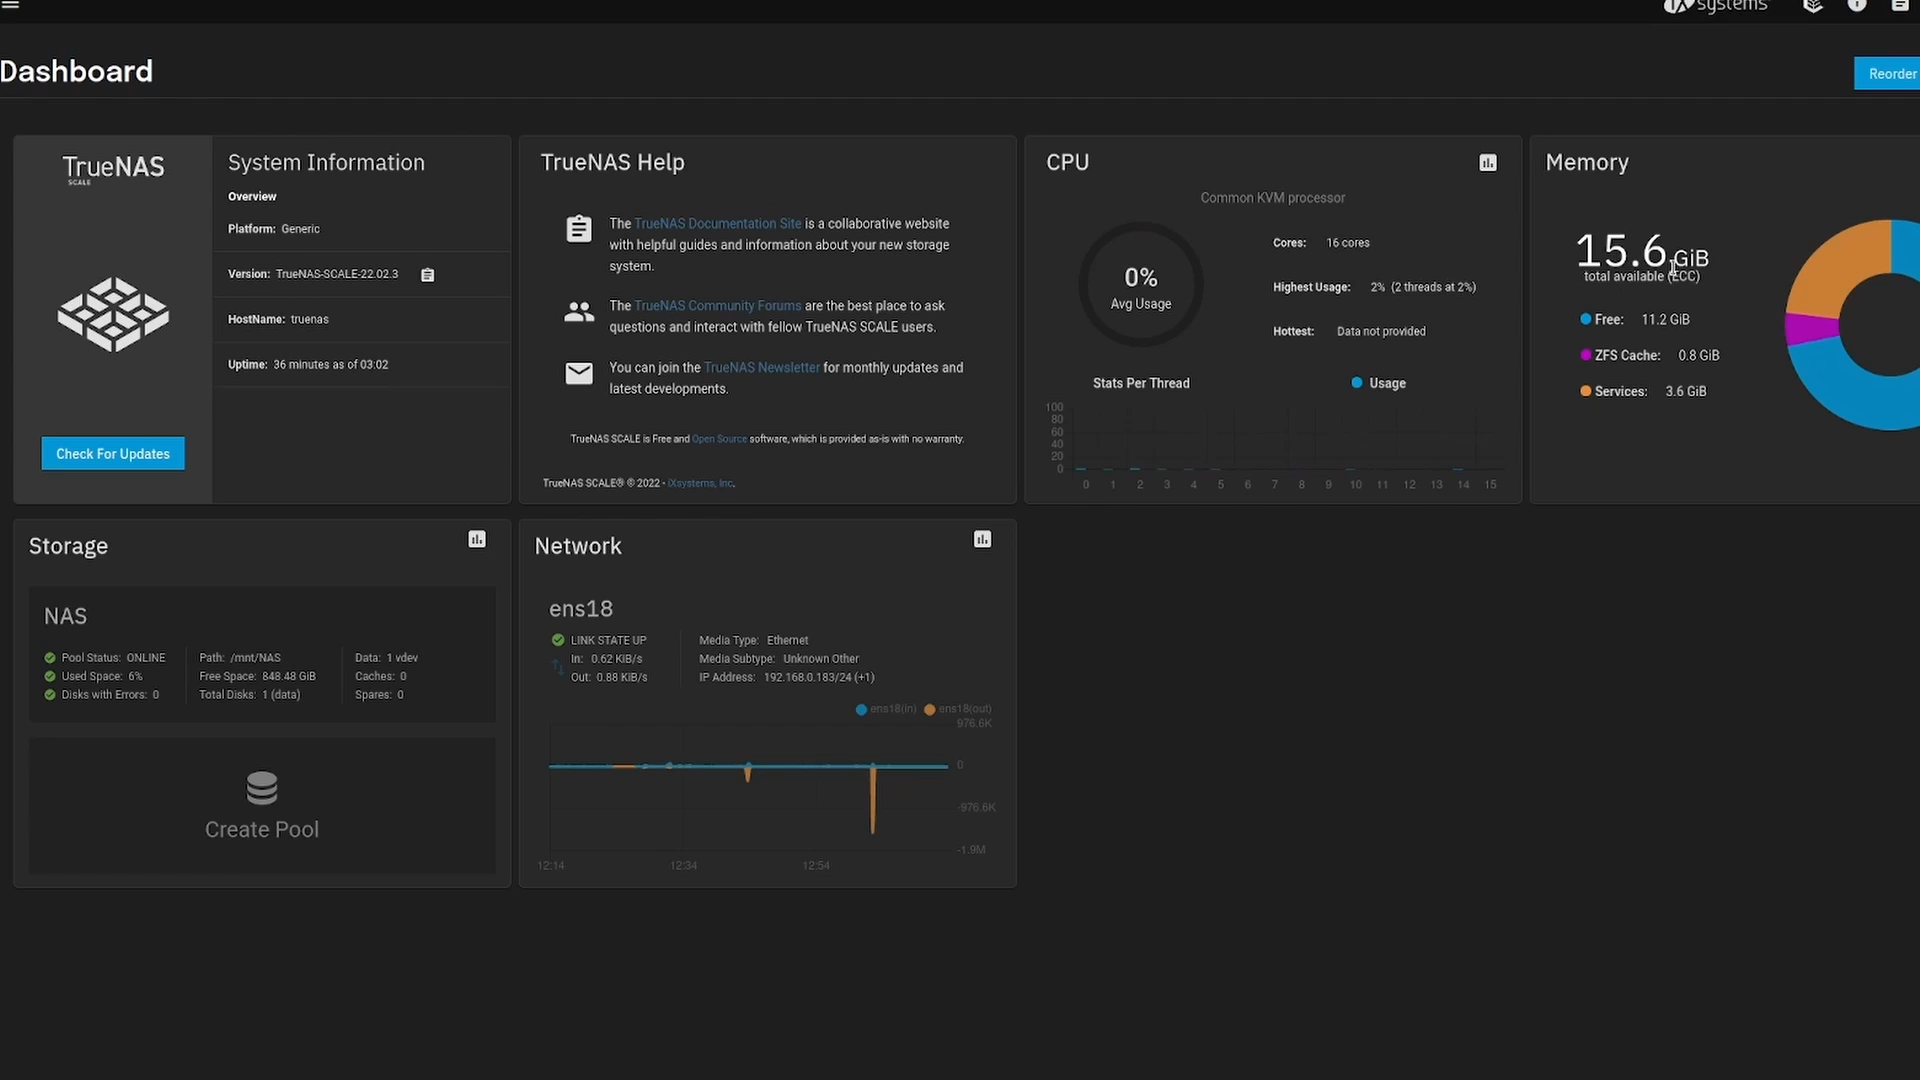 systems
Dashboard
Reorder
TrueNAS
SCALE
Check For Updates
System Information
Overview
Platform: Generic
Version: TrueNAS-SCALE-22.02.3
HostName: truenas
Uptime: 36 minutes as of 03:02
TrueNAS Help
The TrueNAS Documentation Site is a collaborative website
with helpful guides and information about your new storage
system.
The TrueNAS Community Forums are the best place to ask
questions and interact with fellow TrueNAS SCALE users.
You can join the TrueNAS Newsletter for monthly updates and
latest developments.
TrueNAS SCALE is Free and Open Source software, which is provided as-is with no warranty.
TrueNAS SCALE® © 2022 - iXsystems, Inc.
CPU
Common KVM processor
0%
Avg Usage
Cores: 16 cores
Highest Usage: 2% (2 threads at 2%)
Hottest: Data not provided
Stats Per Thread
Usage
100
80
60
40
20
0
0 1 2 3 4 5 6 7 8 9 10 11 12 13 14 15
Memory
15.6 GiB
total available (ECC)
Free: 11.2 GiB
ZFS Cache: 0.8 GiB
Services: 3.6 GiB
Storage
NAS
Pool Status: ONLINE
Used Space: 6%
Disks with Errors: 0
Path: /mnt/NAS
Free Space: 848.48 GiB
Total Disks: 1 (data)
Data: 1 vdev
Caches: 0
Spares: 0
Create Pool
Network
ens18
LINK STATE UP
In: 0.62 KiB/s
Out: 0.88 KiB/s
Media Type: Ethernet
Media Subtype: Unknown Other
IP Address: 192.168.0.183/24 (+1)
ens18(in) ens18(out)
976.6K
0
-976.6K
-1.9M
12:14 12:34 12:54